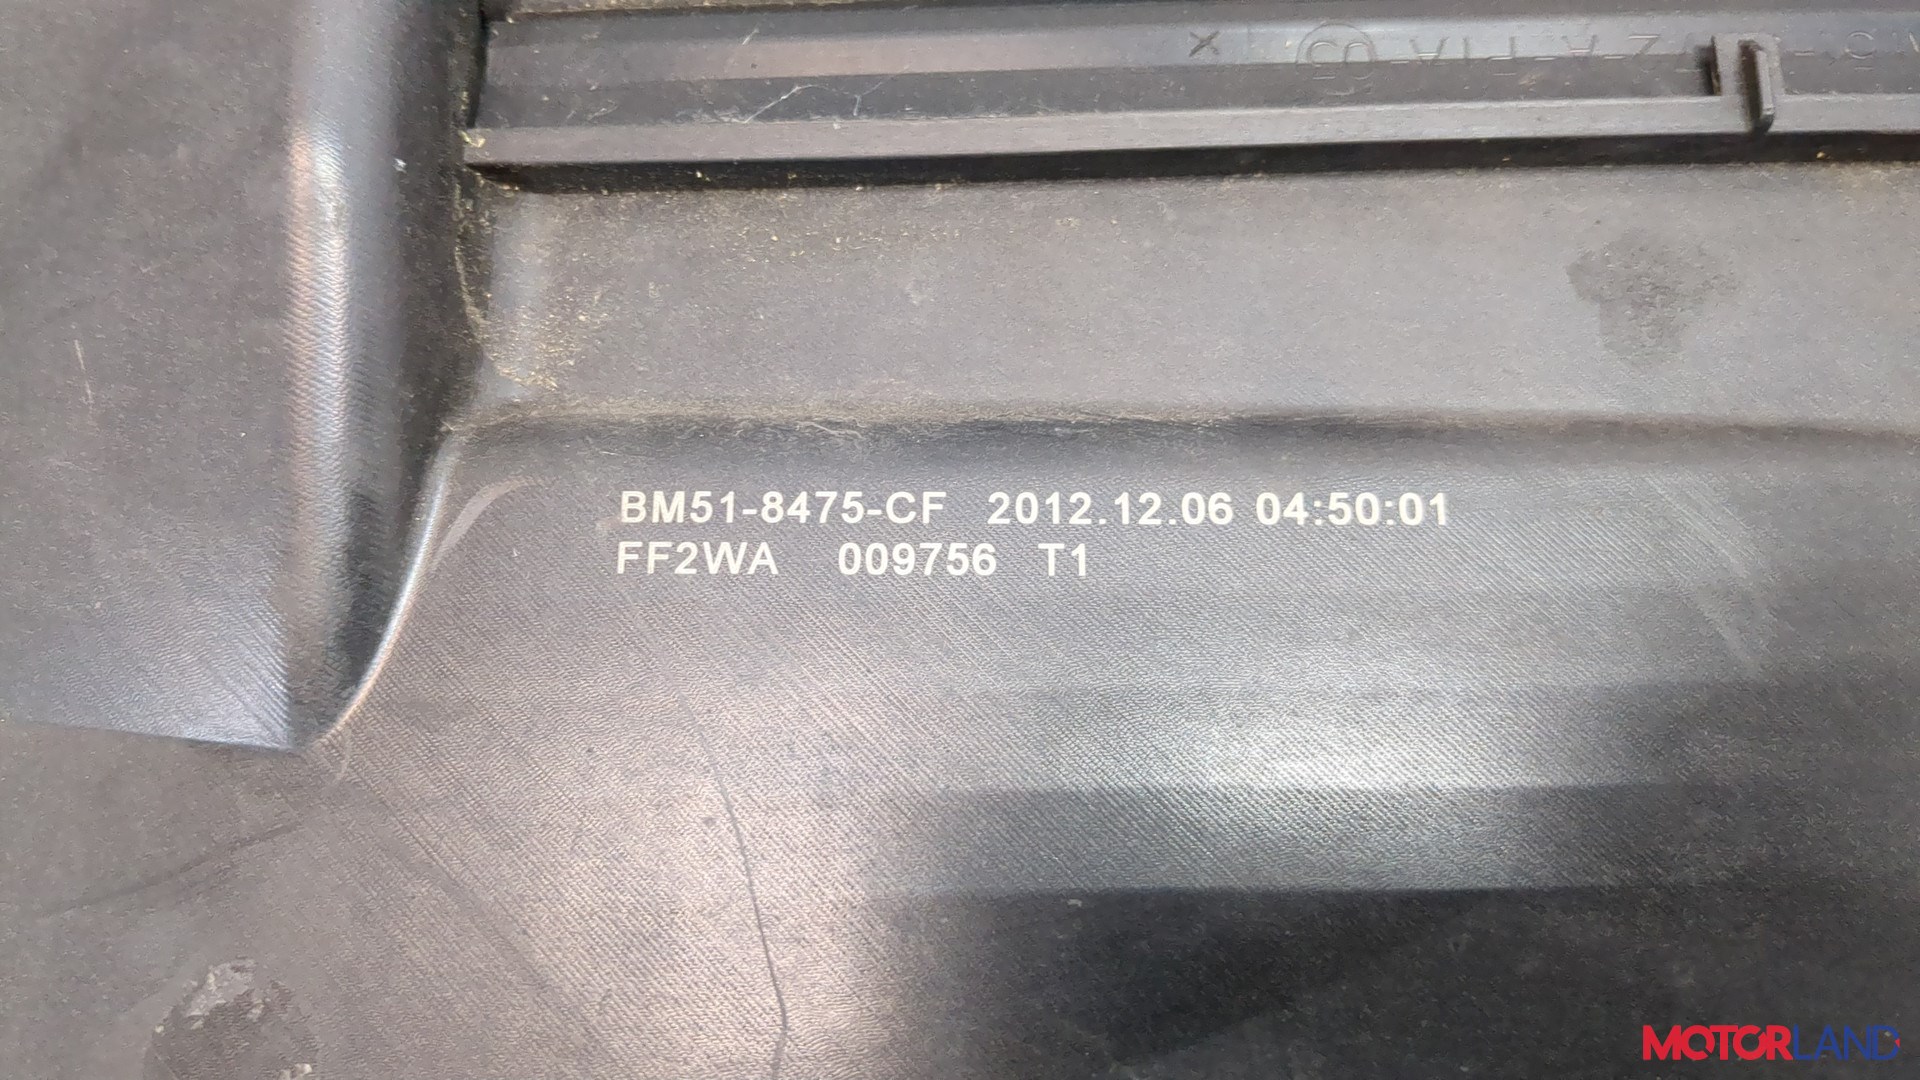 BM51-8475-CF 2012.12.06 04:50:01
FF2WA 009756 T1
MOTORLAND